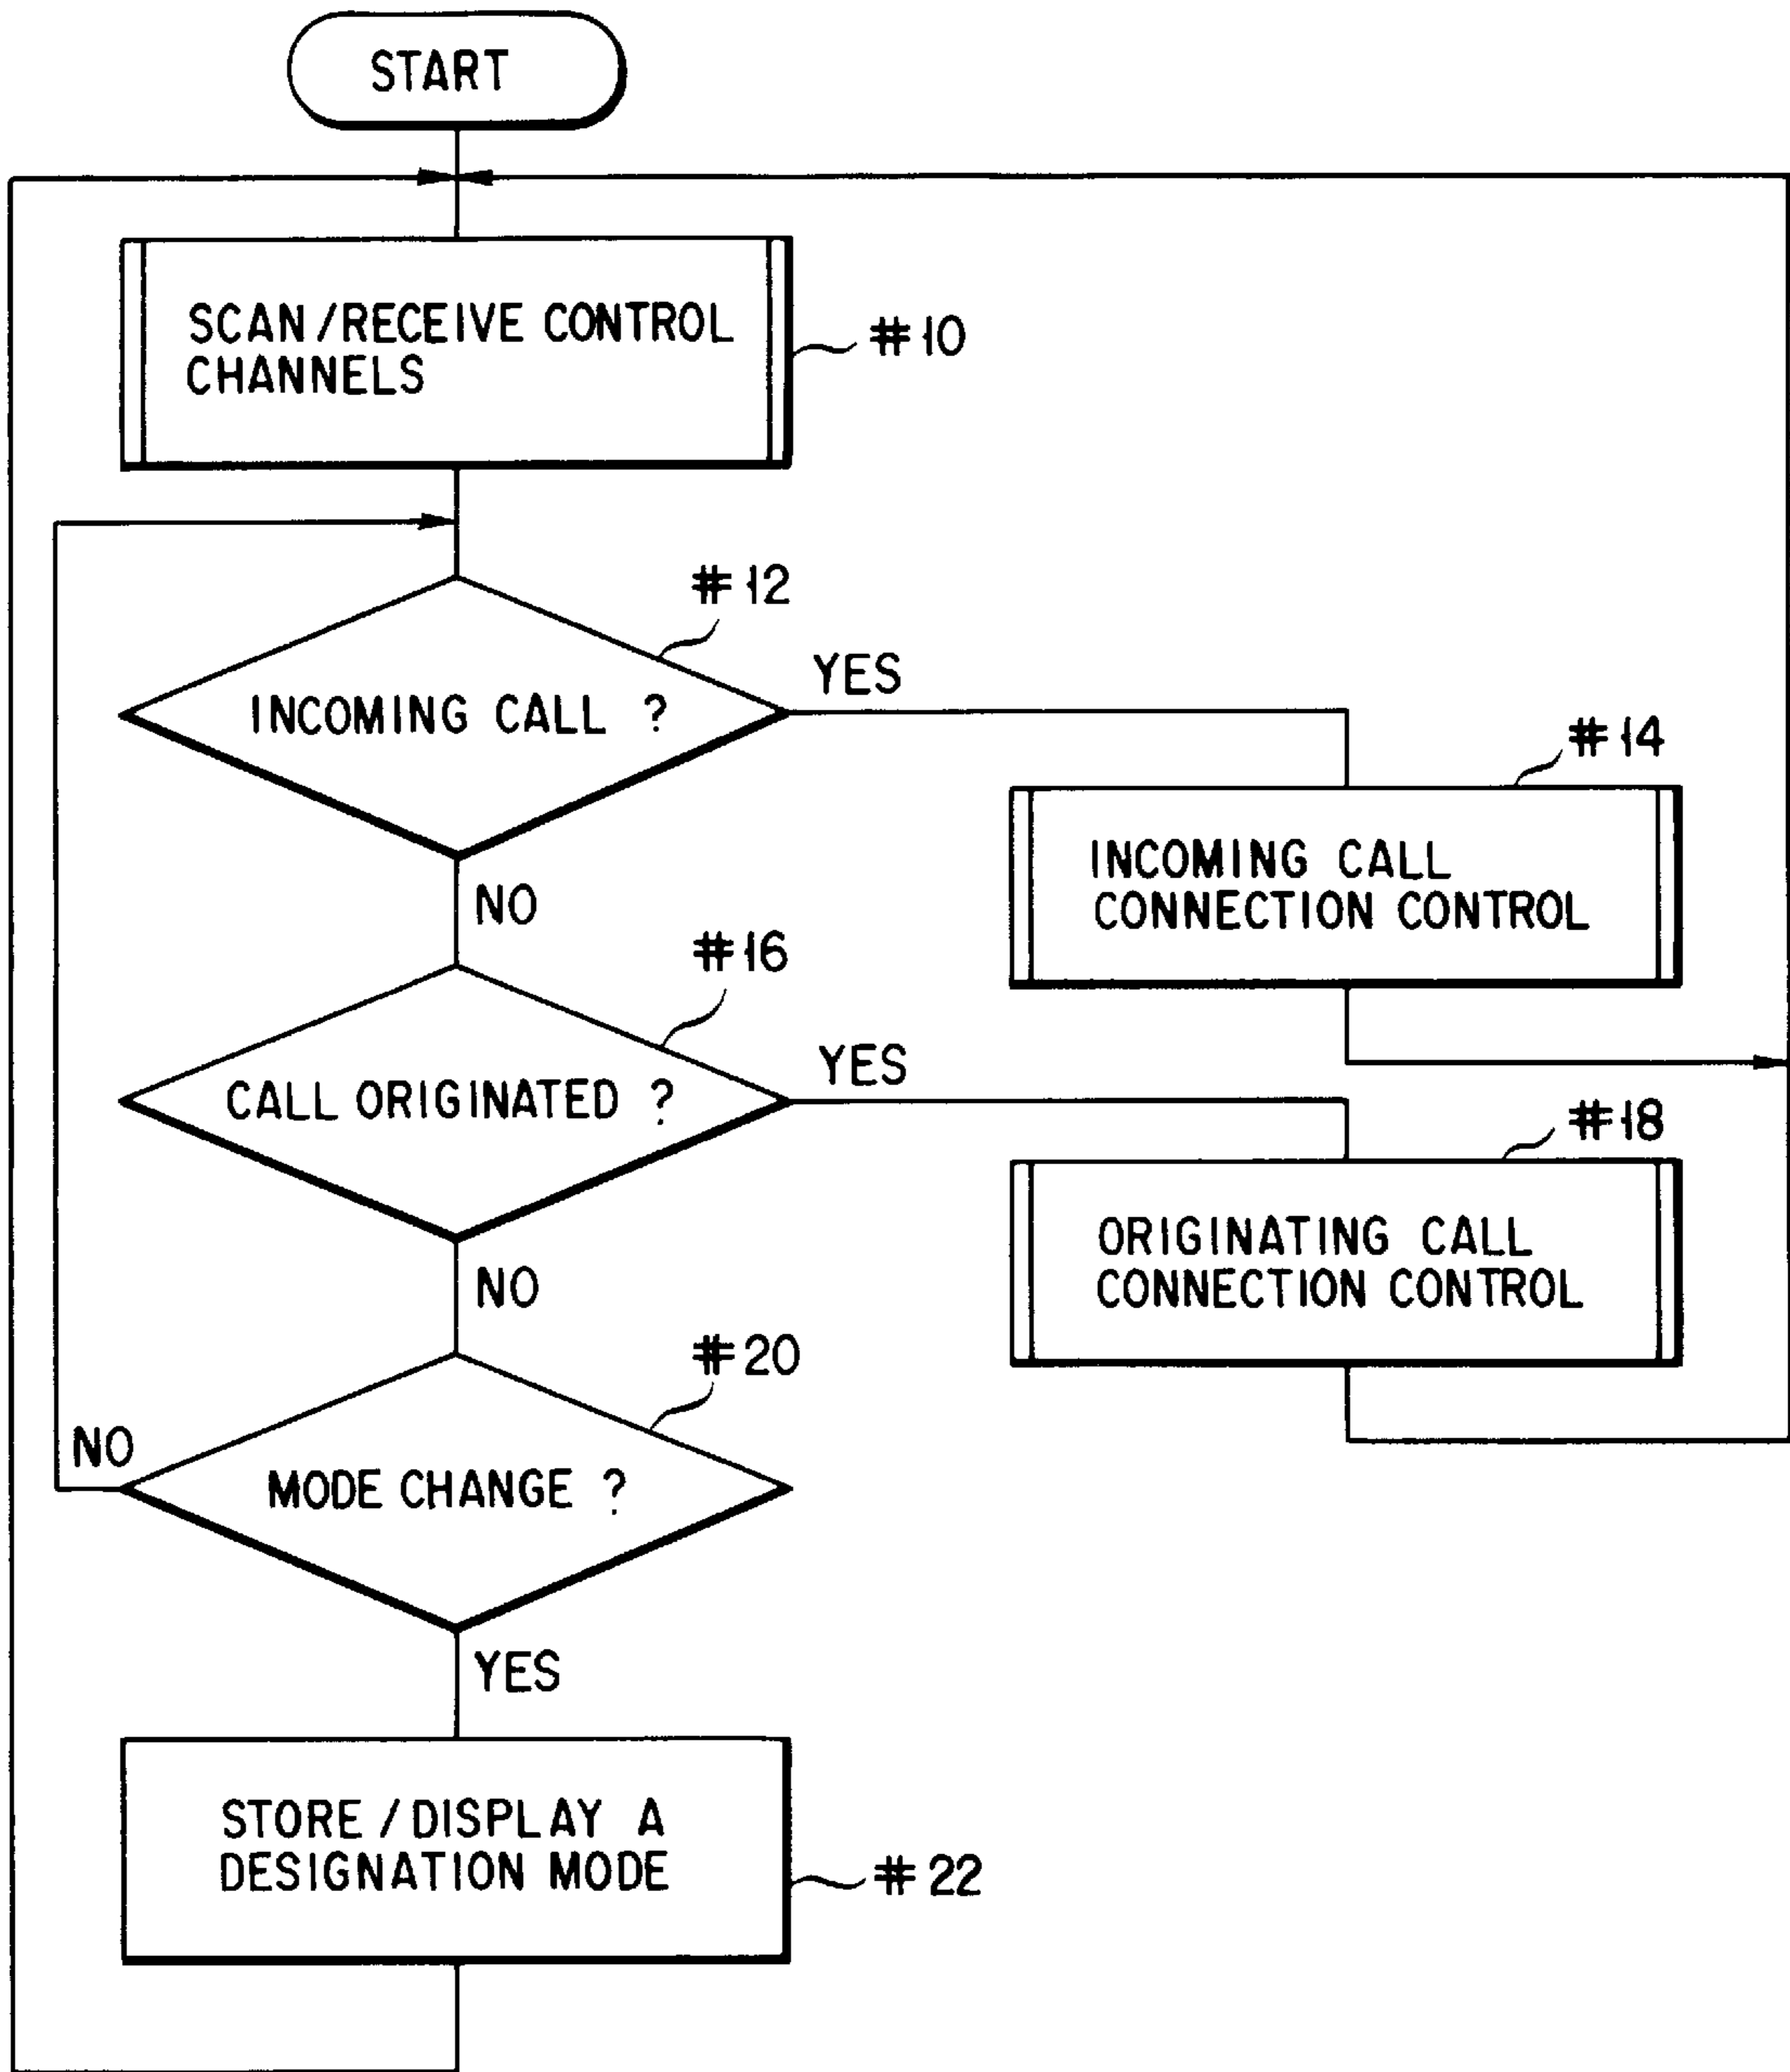 START
SCAN/RECEIVE CONTROL
CHANNELS
#10
#12
INCOMING CALL ?
YES
NO
#14
INCOMING CALL
CONNECTION CONTROL
#16
CALL ORIGINATED ?
YES
NO
#18
ORIGINATING CALL
CONNECTION CONTROL
#20
MODE CHANGE ?
NO
YES
STORE/DISPLAY A
DESIGNATION MODE
#22